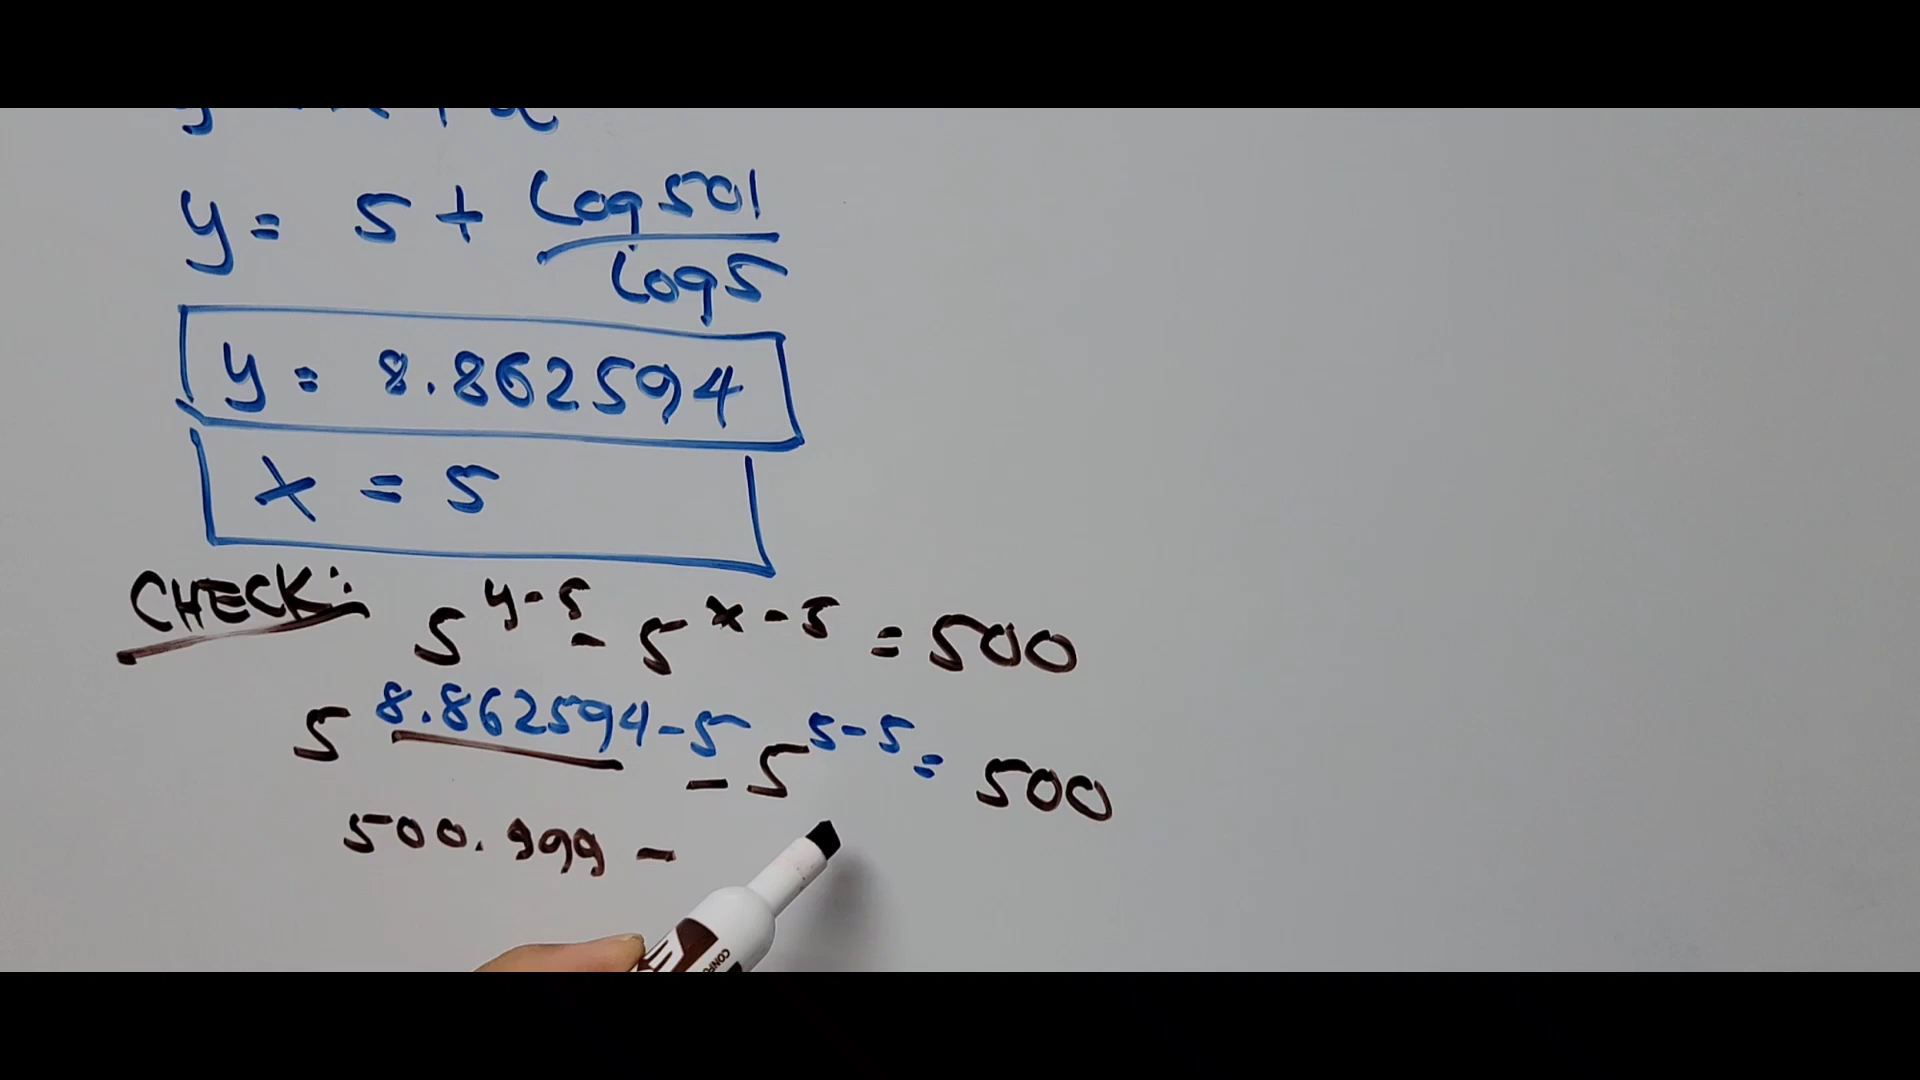 y = 5 + log501/log5
y = 8.862594
x = 5
CHECK: 5^y-5 - 5^x-5 = 500
5^8.862594-5 - 5^5-5 = 500
500.999 -